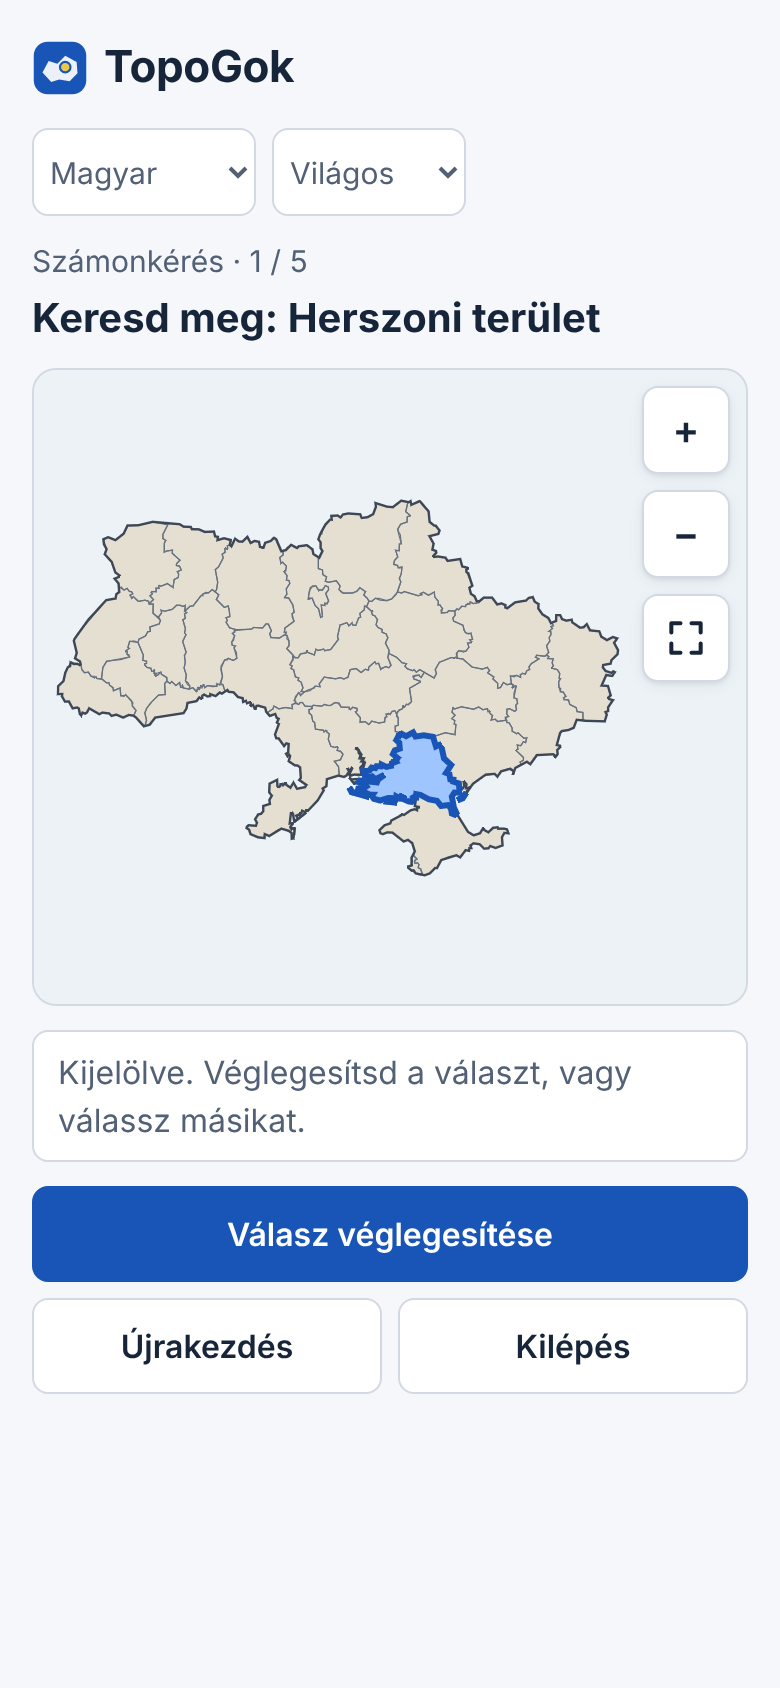 TopoGok
Magyar
Világos
Számonkérés · 1 / 5
Keresd meg: Herszoni terület
+
−
Kijelölve. Véglegesítsd a választ, vagy
válassz másikat.
Válasz véglegesítése
Újrakezdés
Kilépés